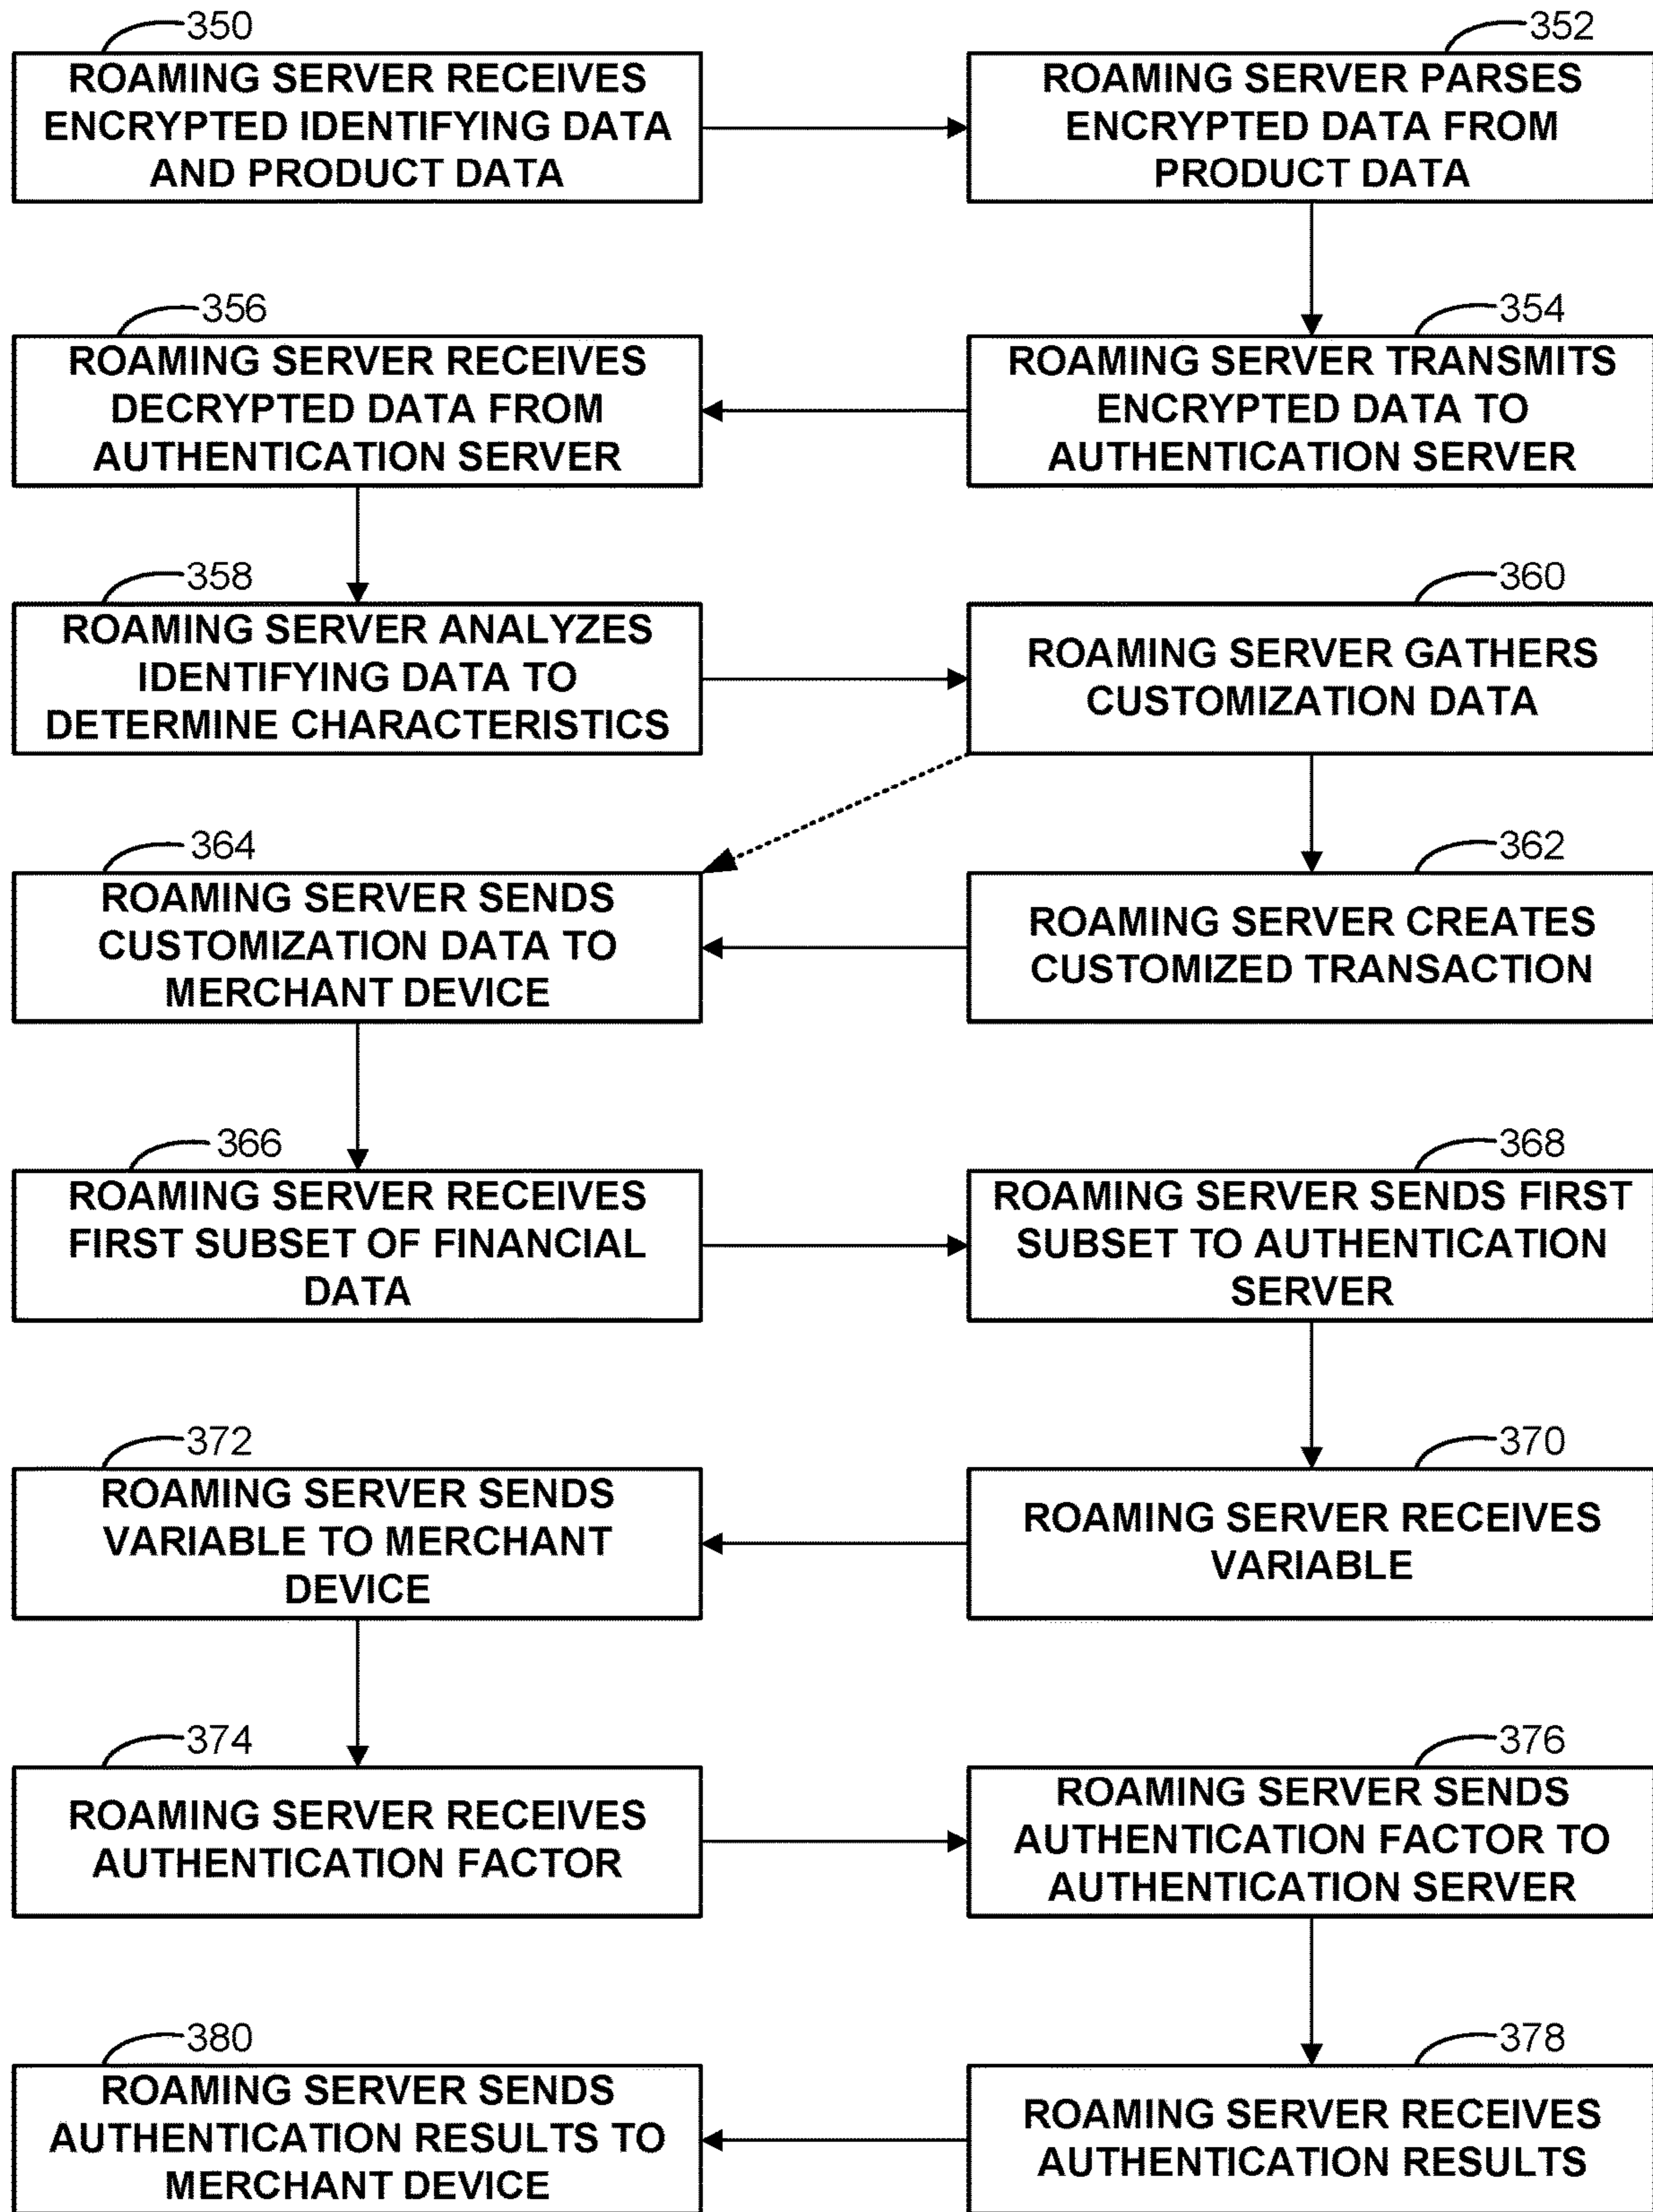 350
ROAMING SERVER RECEIVES
ENCRYPTED IDENTIFYING DATA
AND PRODUCT DATA
352
ROAMING SERVER PARSES
ENCRYPTED DATA FROM
PRODUCT DATA
354
ROAMING SERVER TRANSMITS
ENCRYPTED DATA TO
AUTHENTICATION SERVER
356
ROAMING SERVER RECEIVES
DECRYPTED DATA FROM
AUTHENTICATION SERVER
358
ROAMING SERVER ANALYZES
IDENTIFYING DATA TO
DETERMINE CHARACTERISTICS
360
ROAMING SERVER GATHERS
CUSTOMIZATION DATA
362
ROAMING SERVER CREATES
CUSTOMIZED TRANSACTION
364
ROAMING SERVER SENDS
CUSTOMIZATION DATA TO
MERCHANT DEVICE
366
ROAMING SERVER RECEIVES
FIRST SUBSET OF FINANCIAL
DATA
368
ROAMING SERVER SENDS FIRST
SUBSET TO AUTHENTICATION
SERVER
370
ROAMING SERVER RECEIVES
VARIABLE
372
ROAMING SERVER SENDS
VARIABLE TO MERCHANT
DEVICE
374
ROAMING SERVER RECEIVES
AUTHENTICATION FACTOR
376
ROAMING SERVER SENDS
AUTHENTICATION FACTOR TO
AUTHENTICATION SERVER
378
ROAMING SERVER RECEIVES
AUTHENTICATION RESULTS
380
ROAMING SERVER SENDS
AUTHENTICATION RESULTS TO
MERCHANT DEVICE